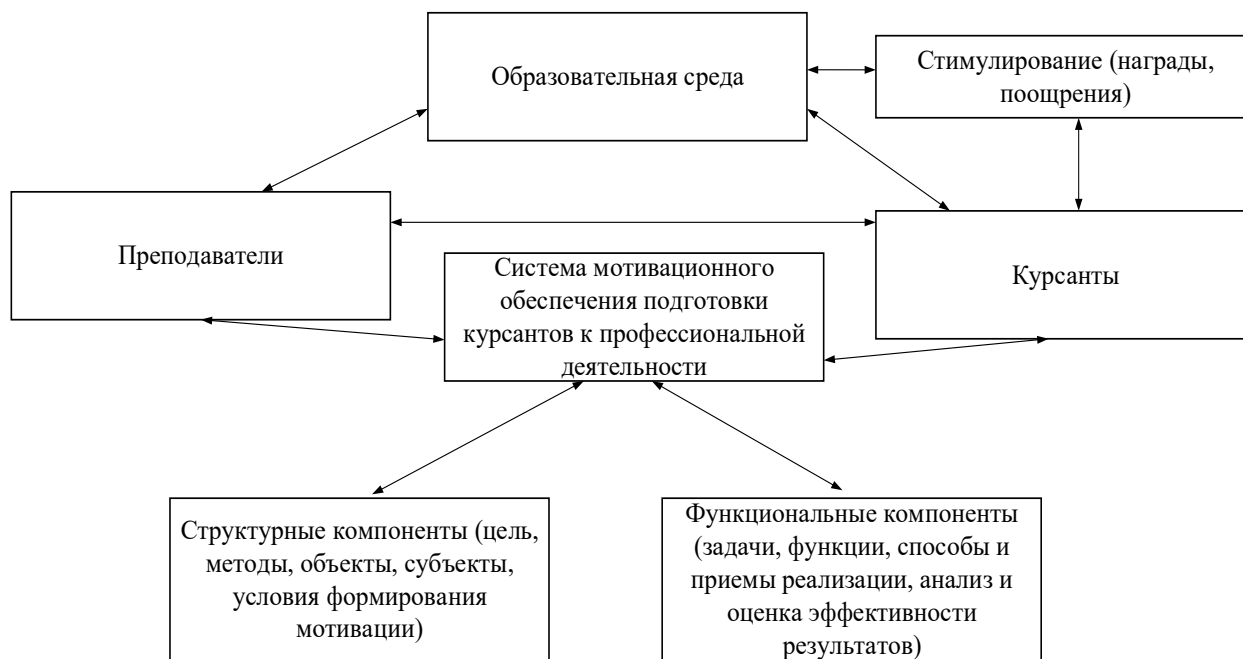 Образовательная среда
Стимулирование (награды,
поощрения)
Преподаватели
Система мотивационного
обеспечения подготовки
курсантов к профессиональной
деятельности
Курсанты
Структурные компоненты (цель,
методы, объекты, субъекты,
условия формирования
мотивации)
Функциональные компоненты
(задачи, функции, способы и
приемы реализации, анализ и
оценка эффективности
результатов)